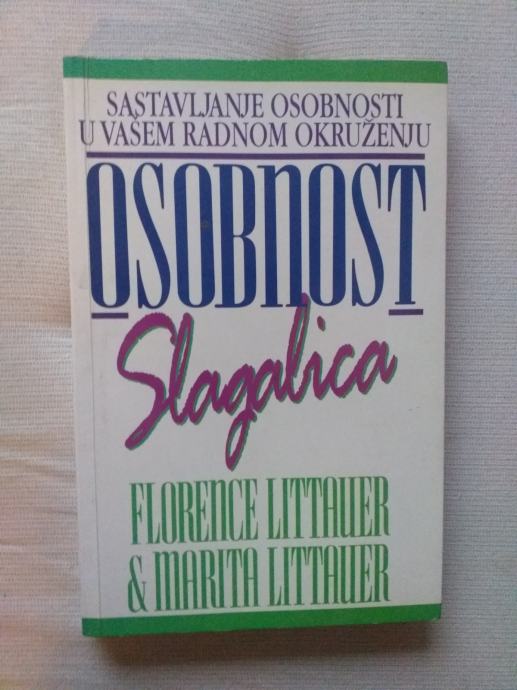 SASTAVLJANJE OSOBNOSTI
U VAŠEM RADNOM OKRUŽENJU
OSOBNOST
Slagalica
FLORENCE LITTAUER
& MARITA LITTAUER